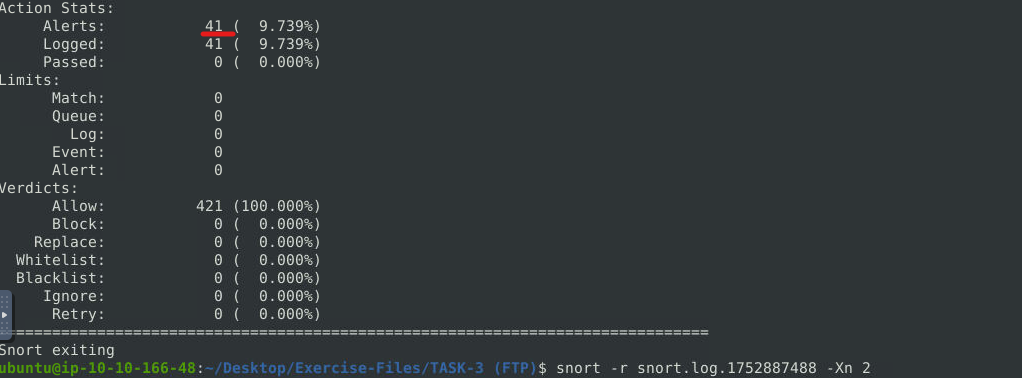 Action Stats:
Alerts: 41 ( 9.739%)
Logged: 41 ( 9.739%)
Passed: 0 ( 0.000%)
Limits:
Match: 0
Queue: 0
Log: 0
Event: 0
Alert: 0
Verdicts:
Allow: 421 (100.000%)
Block: 0 ( 0.000%)
Replace: 0 ( 0.000%)
Whitelist: 0 ( 0.000%)
Blacklist: 0 ( 0.000%)
Ignore: 0 ( 0.000%)
Retry: 0 ( 0.000%)
===============================================================================
Snort exiting
ubuntu@ip-10-10-166-48:~/Desktop/Exercise-Files/TASK-3 (FTP)$ snort -r snort.log.1752887488 -Xn 2